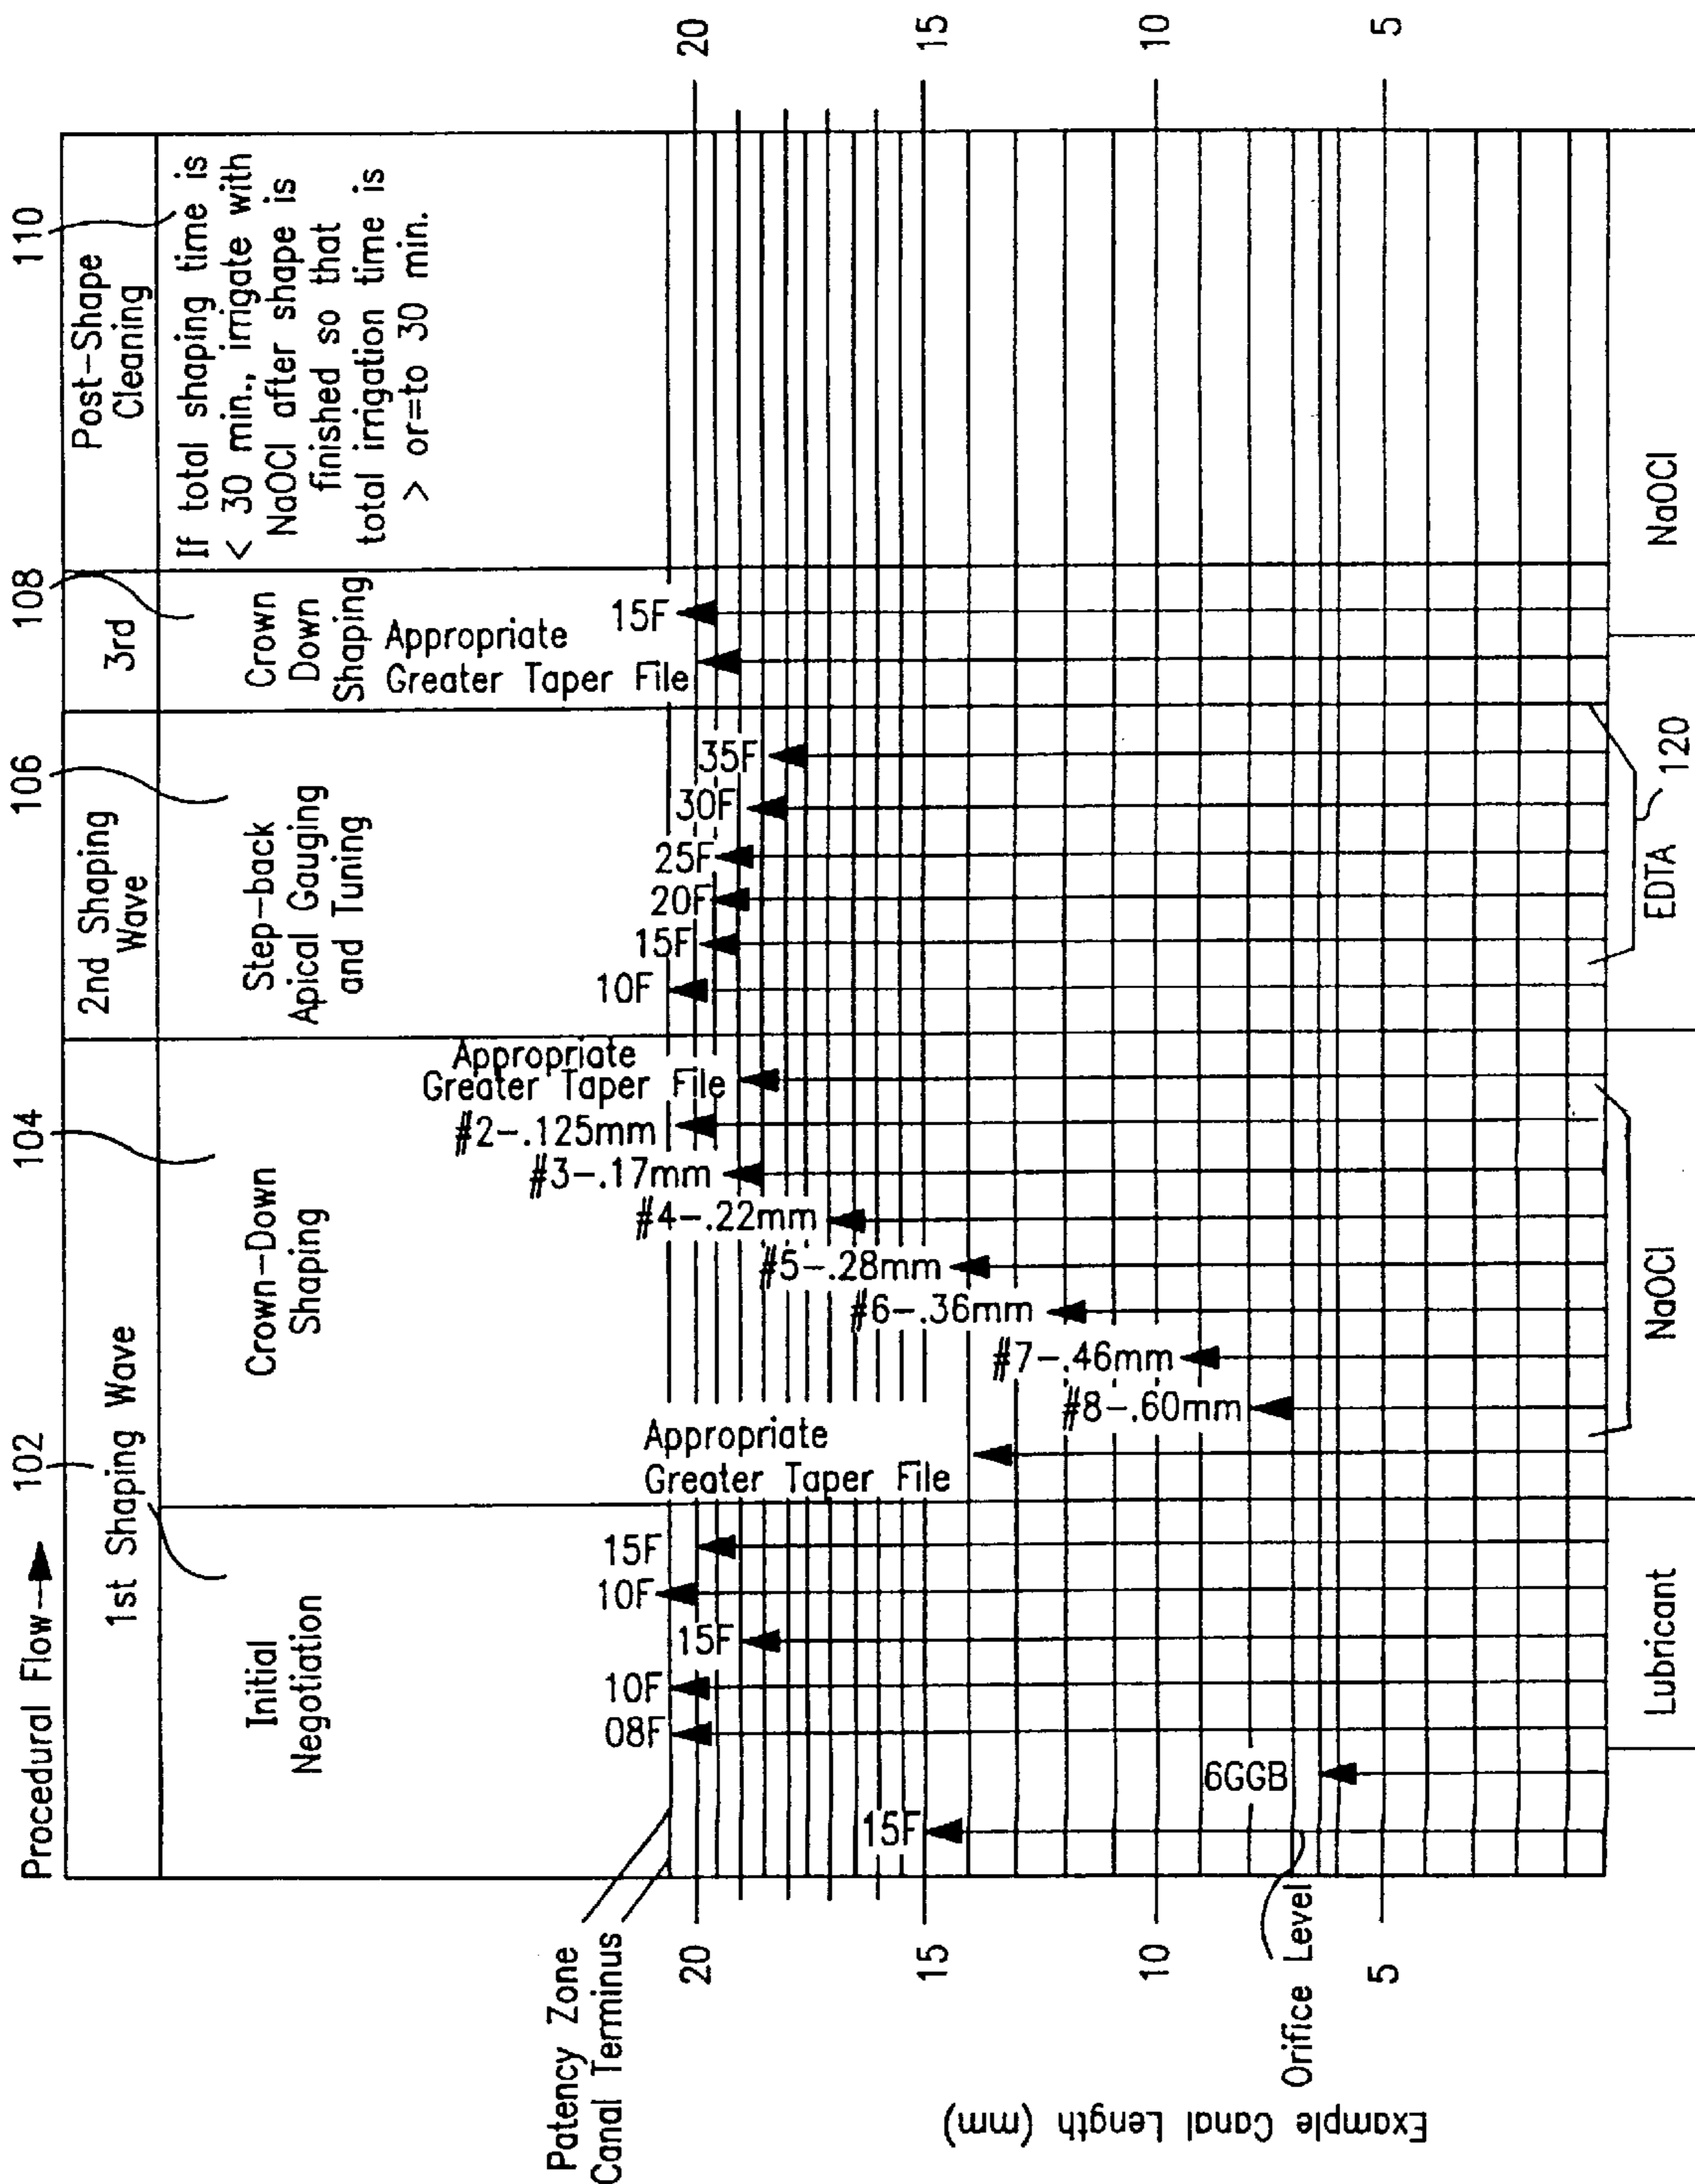 Procedural Flow
102
104
106
108
110
1st Shaping Wave
2nd Shaping
Wave
3rd
Post-Shape
Cleaning
Initial
Negotiation
Crown-Down
Shaping
Step-back
Apical Gauging
and Tuning
Crown
Down
Shaping
If total shaping time is
< 30 min., irrigate with
NaOCl after shape is
finished so that
total irrigation time is
> or=to 30 min.
Patency Zone
Canal Terminus
15F
6GGB
08F
10F
15F
10F
15F
Appropriate
Greater Taper File
#8-.60mm
#7-.46mm
#6-.36mm
#5-.28mm
#4-.22mm
#3-.17mm
#2-.125mm
Appropriate
Greater Taper File
10F
15F
20F
25F
30F
35F
Appropriate
Greater Taper File
15F
20
15
10
5
20
15
10
5
Orifice Level
Example Canal Length (mm)
Lubricant
NaOCl
EDTA
120
NaOCl